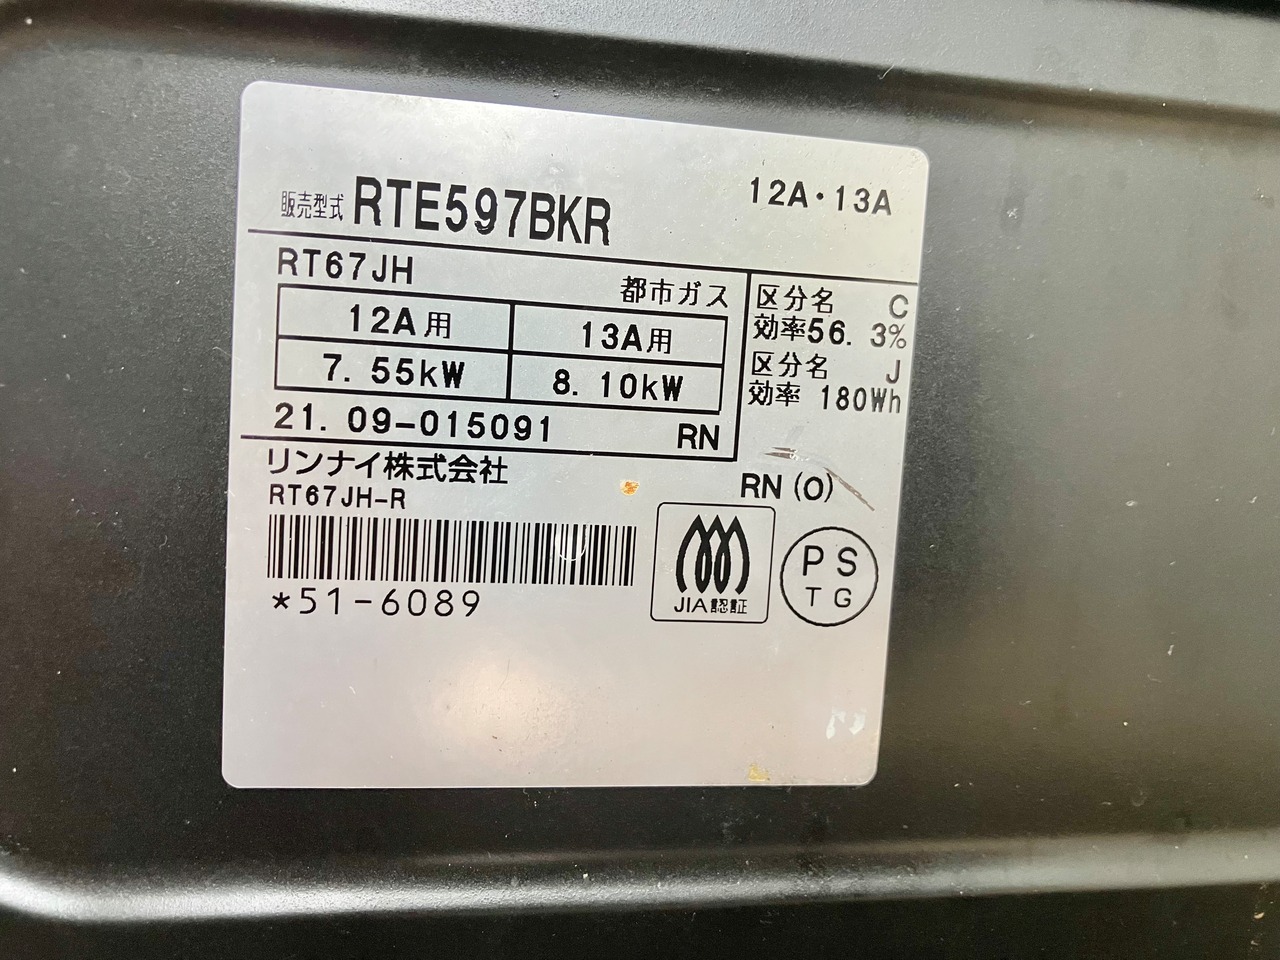 販売型式 RTE597BKR 12A・13A
RT67JH 都市ガス
12A用 13A用
7.55kW 8.10kW
21.09-015091 RN
区分名 C
効率56.3%
区分名 J
効率 180Wh
リンナイ株式会社
RT67JH-R
RN(O)
*51-6089
JIA認証
PS
TG